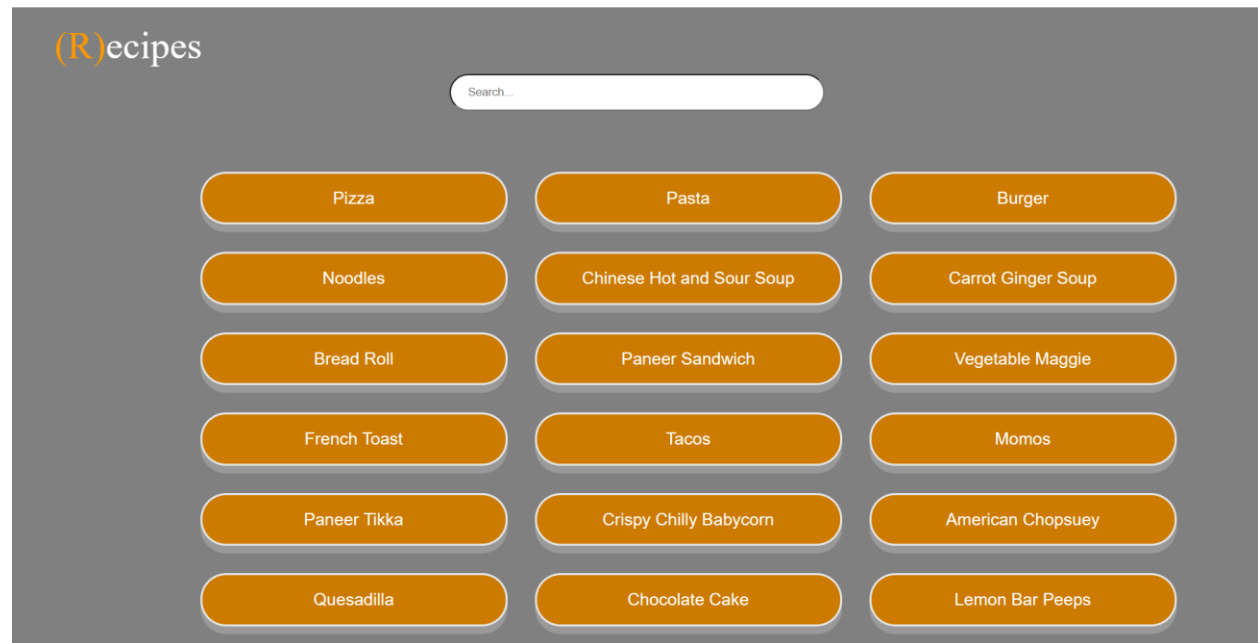 (R)ecipes
Search...
Pizza
Pasta
Burger
Noodles
Chinese Hot and Sour Soup
Carrot Ginger Soup
Bread Roll
Paneer Sandwich
Vegetable Maggie
French Toast
Tacos
Momos
Paneer Tikka
Crispy Chilly Babycorn
American Chopsuey
Quesadilla
Chocolate Cake
Lemon Bar Peeps